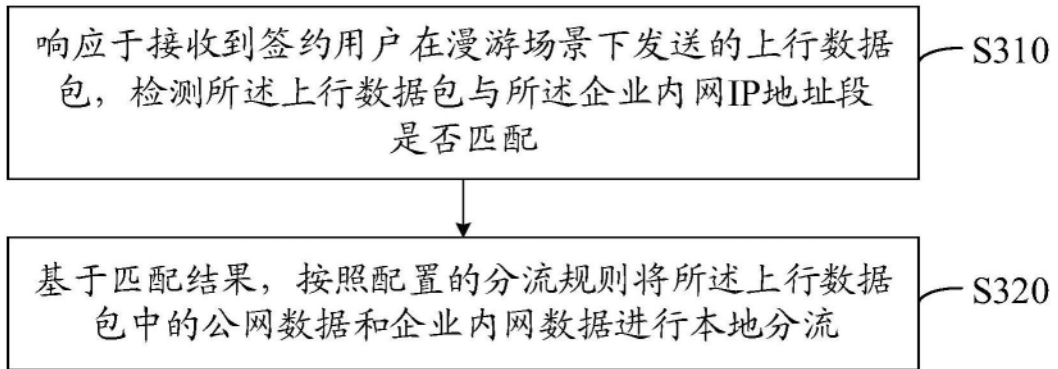 响应于接收到签约用户在漫游场景下发送的上行数据
包，检测所述上行数据包与所述企业内网IP地址段
是否匹配
S310
基于匹配结果，按照配置的分流规则将所述上行数据
包中的公网数据和企业内网数据进行本地分流
S320